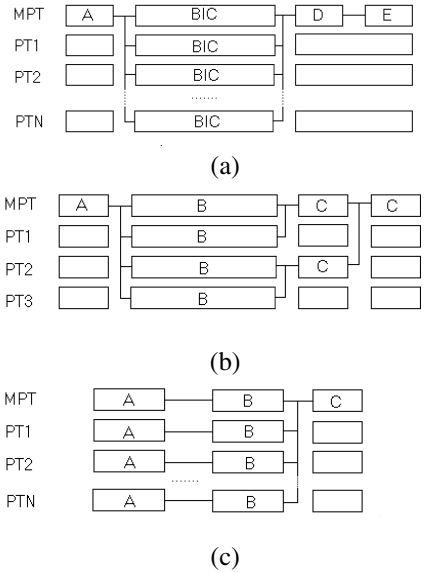 MPT A BIC D E
PT1 BIC
PT2 BIC
.......
PTN BIC
(a)
MPT A B C C
PT1 B
PT2 B C
PT3 B
(b)
MPT A B C
PT1 A B
PT2 A B
.......
PTN A B
(c)